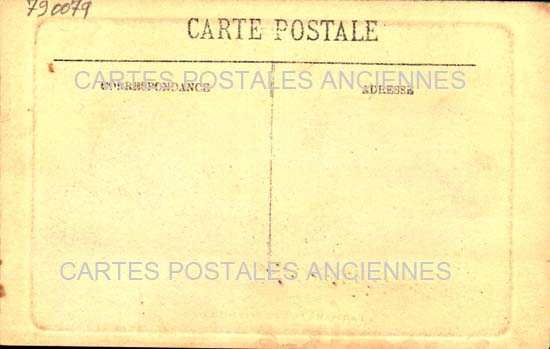 790079
CARTE POSTALE
CARTES POSTALES ANCIENNES
CORRESPONDANCE
ADRESSE
CARTES POSTALES ANCIENNES